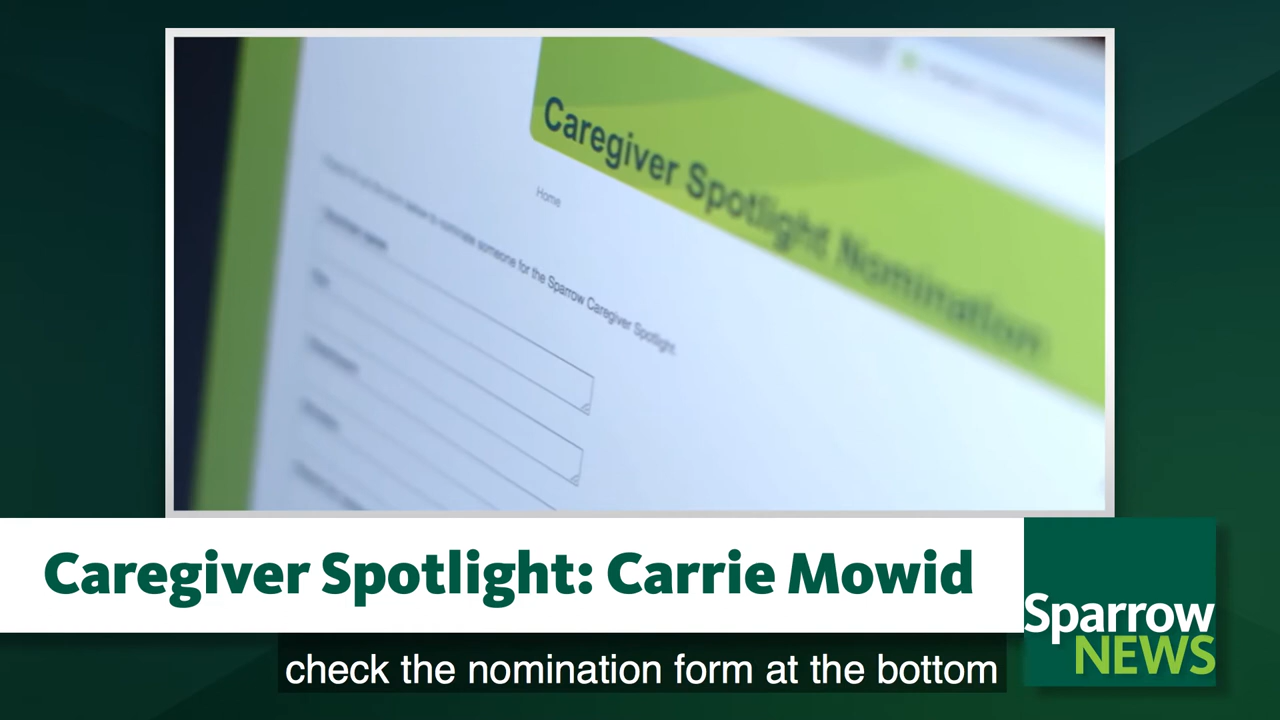 Caregiver Spotlight Nomination
Home
to nominate someone for the Sparrow Caregiver Spotlight.
Caregiver Spotlight: Carrie Mowid
Sparrow
NEWS
check the nomination form at the bottom